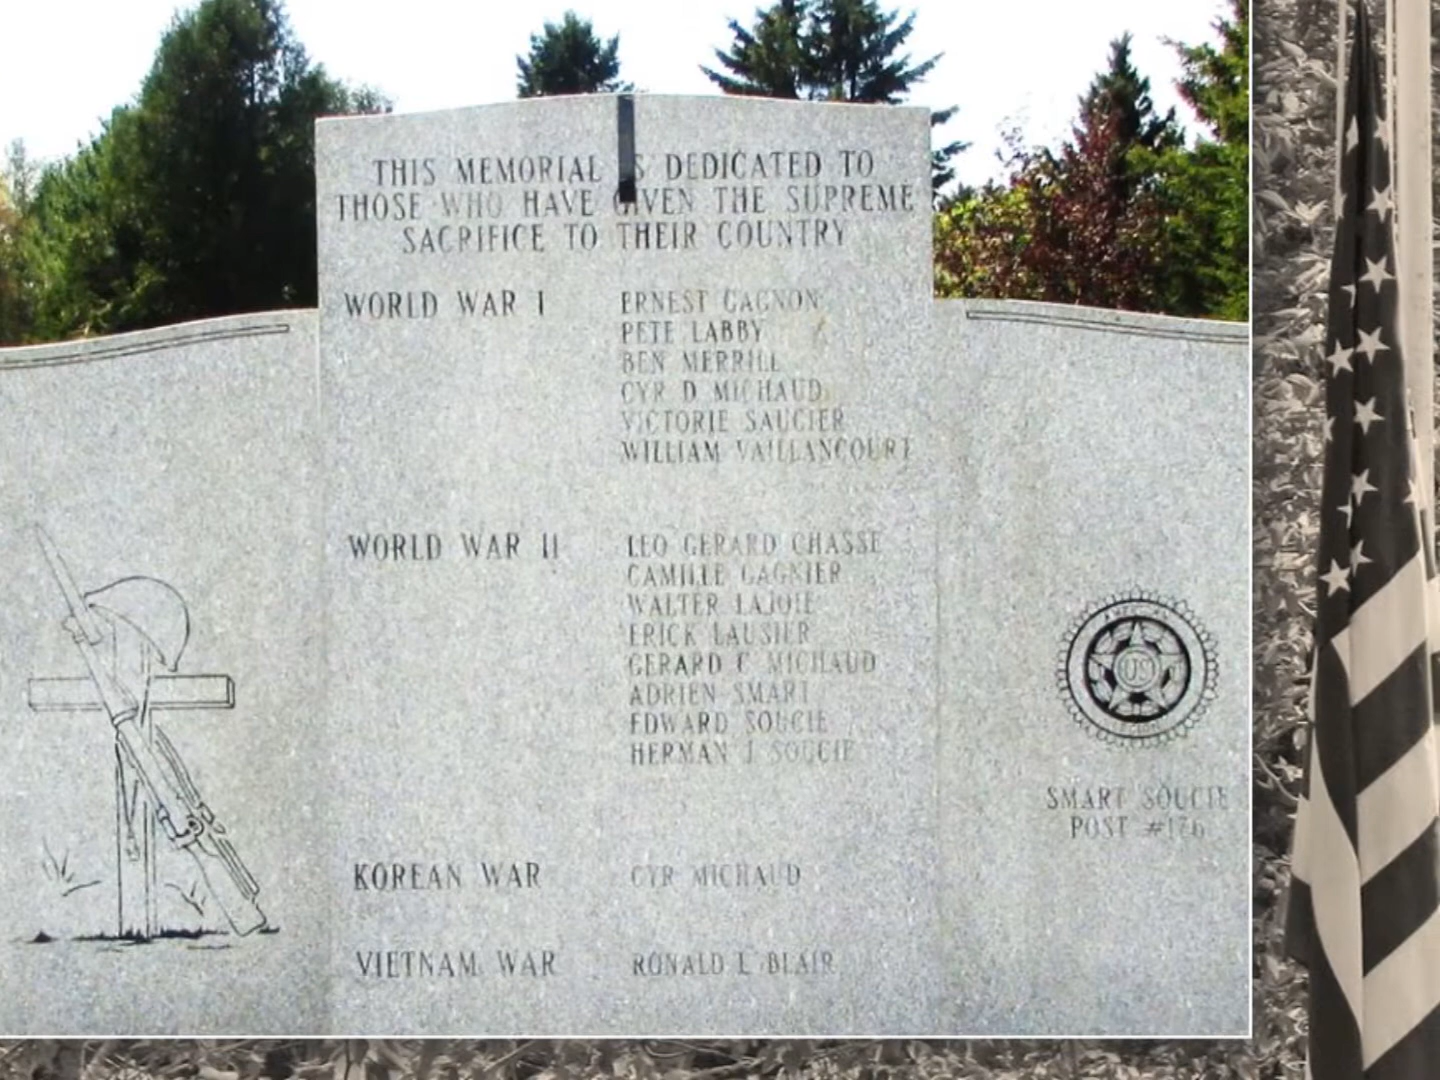 THIS MEMORIAL IS DEDICATED TO
THOSE WHO HAVE GIVEN THE SUPREME
SACRIFICE TO THEIR COUNTRY
WORLD WAR I
ERNEST GAGNON
PETE LABBY
BEN MERRILL
CYR D MICHAUD
VICTORIE SAUCIER
WILLIAM VAILLANCOURT
WORLD WAR II
LEO GERARD CHASSE
CAMILLE GAGNIER
WALTER LAJOIE
ERICK LAUSIER
GERARD C MICHAUD
ADRIEN SMART
EDWARD SOUCIE
HERMAN J SOUCIE
KOREAN WAR
CYR MICHAUD
VIETNAM WAR
RONALD L BLAIR
AMERICAN
US
LEGION
SMART SOUCIE
POST #176